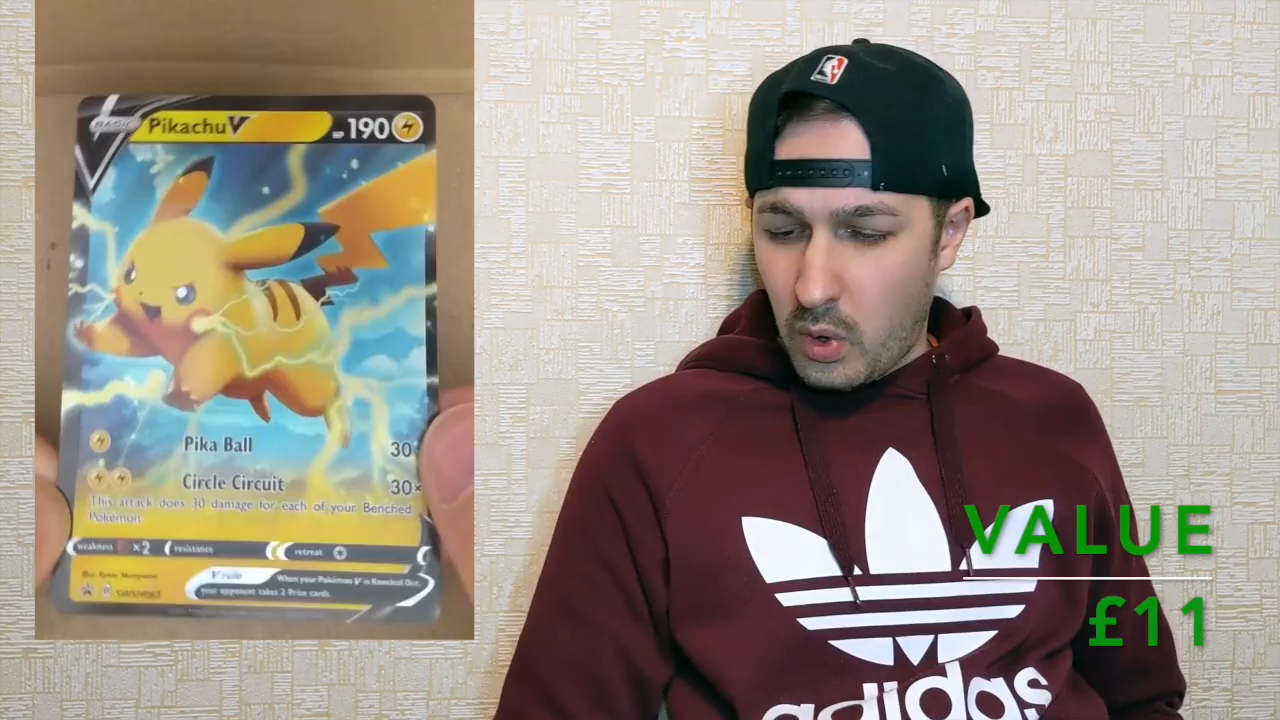 BASIC
Pikachu V
HP 190
Pika Ball 30
Circle Circuit 30×
This attack does 30 damage for each of your Benched
Pokémon.
weakness ×2 resistance retreat
V rule When your Pokémon V is Knocked Out,
your opponent takes 2 Prize cards.
VALUE
£11
adidas